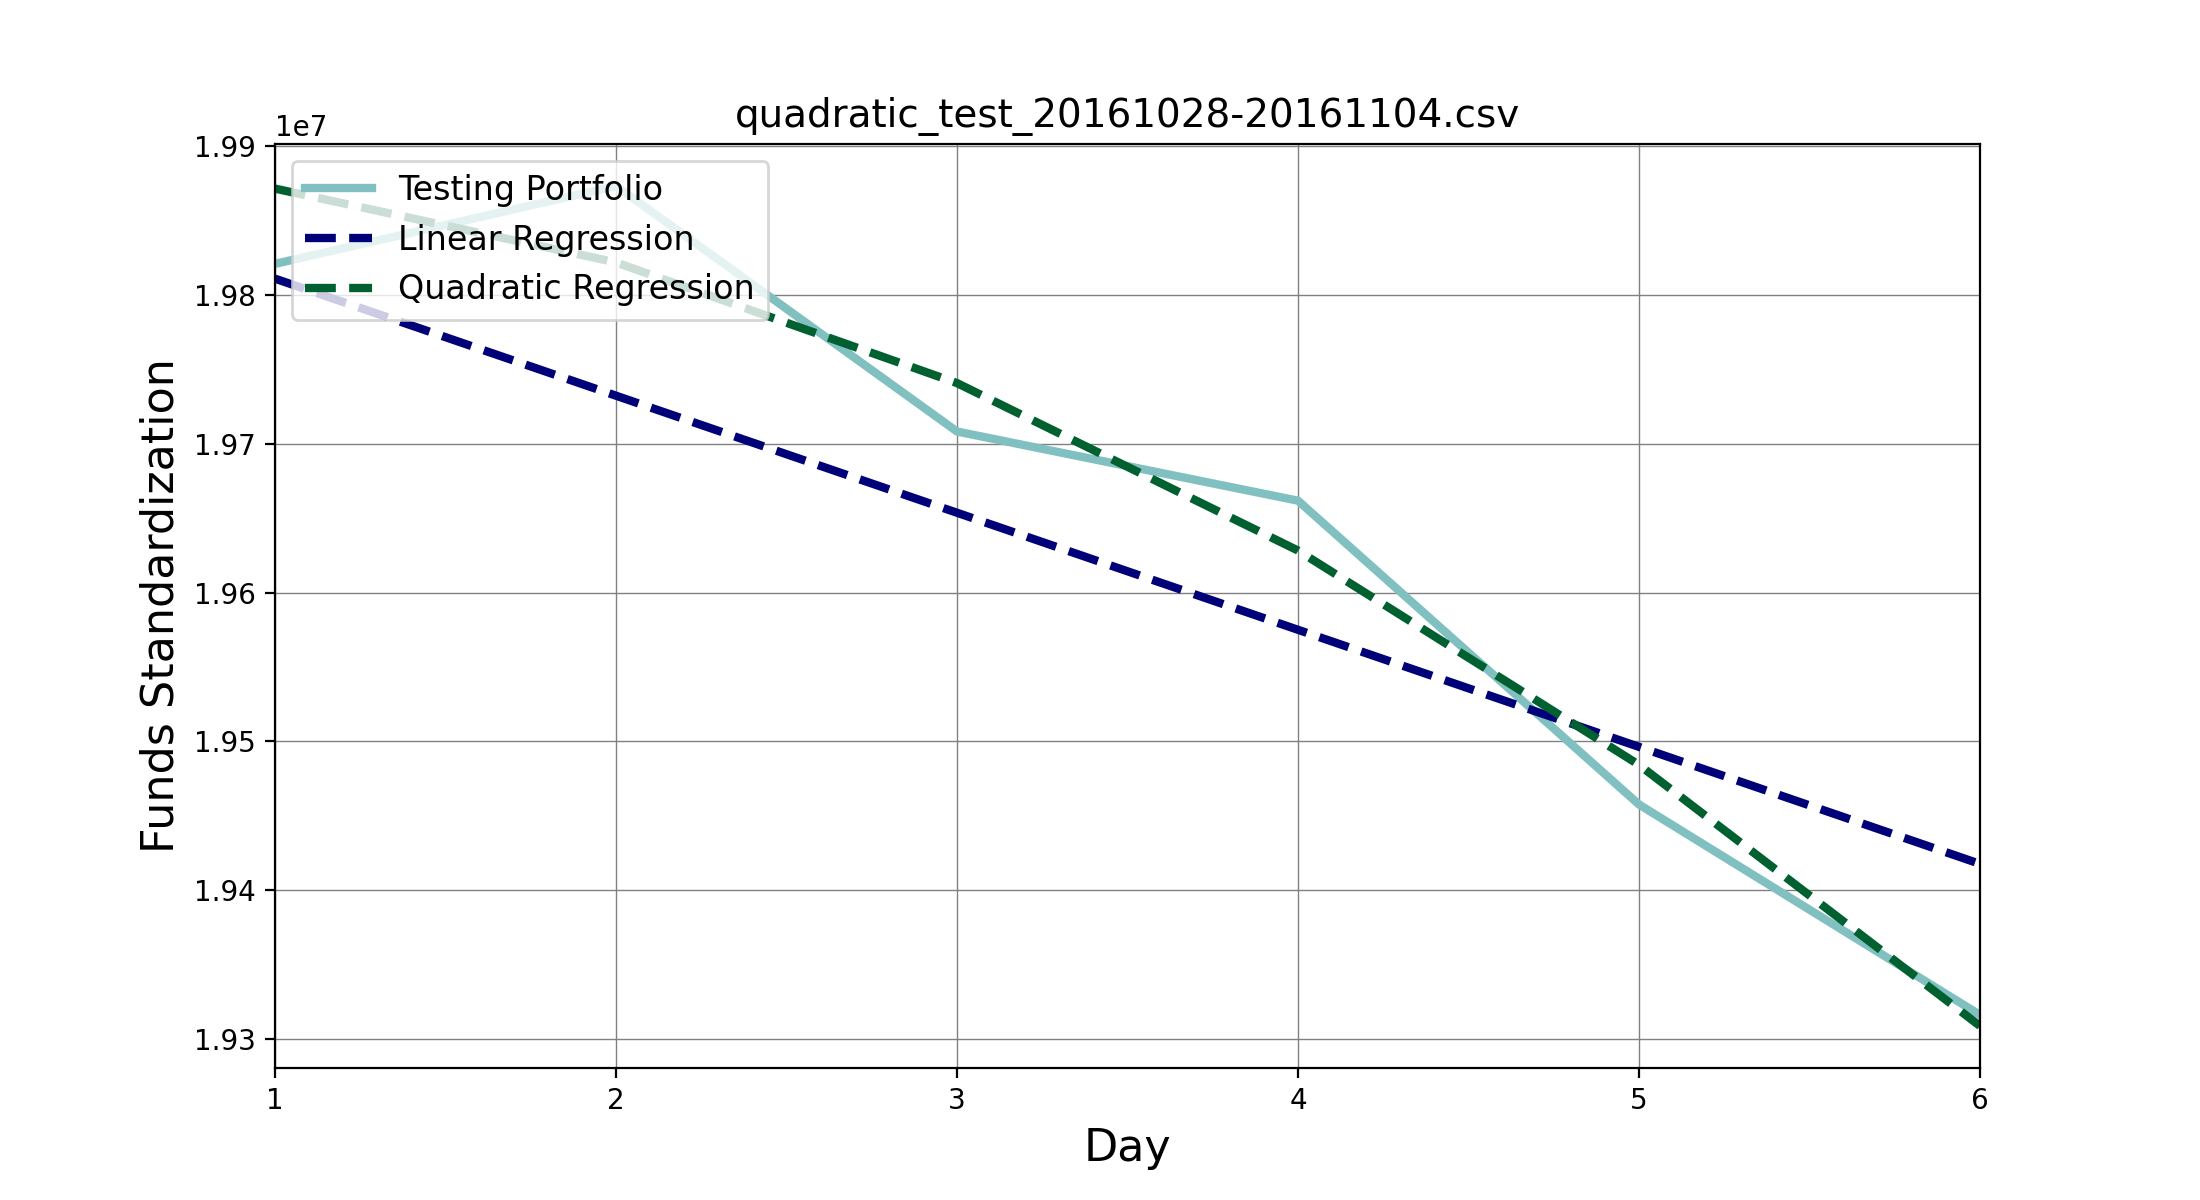 quadratic_test_20161028-20161104.csv
1e7
1.99
1.98
1.97
1.96
1.95
1.94
1.93
Funds Standardization
Testing Portfolio
Linear Regression
Quadratic Regression
1 2 3 4 5 6
Day